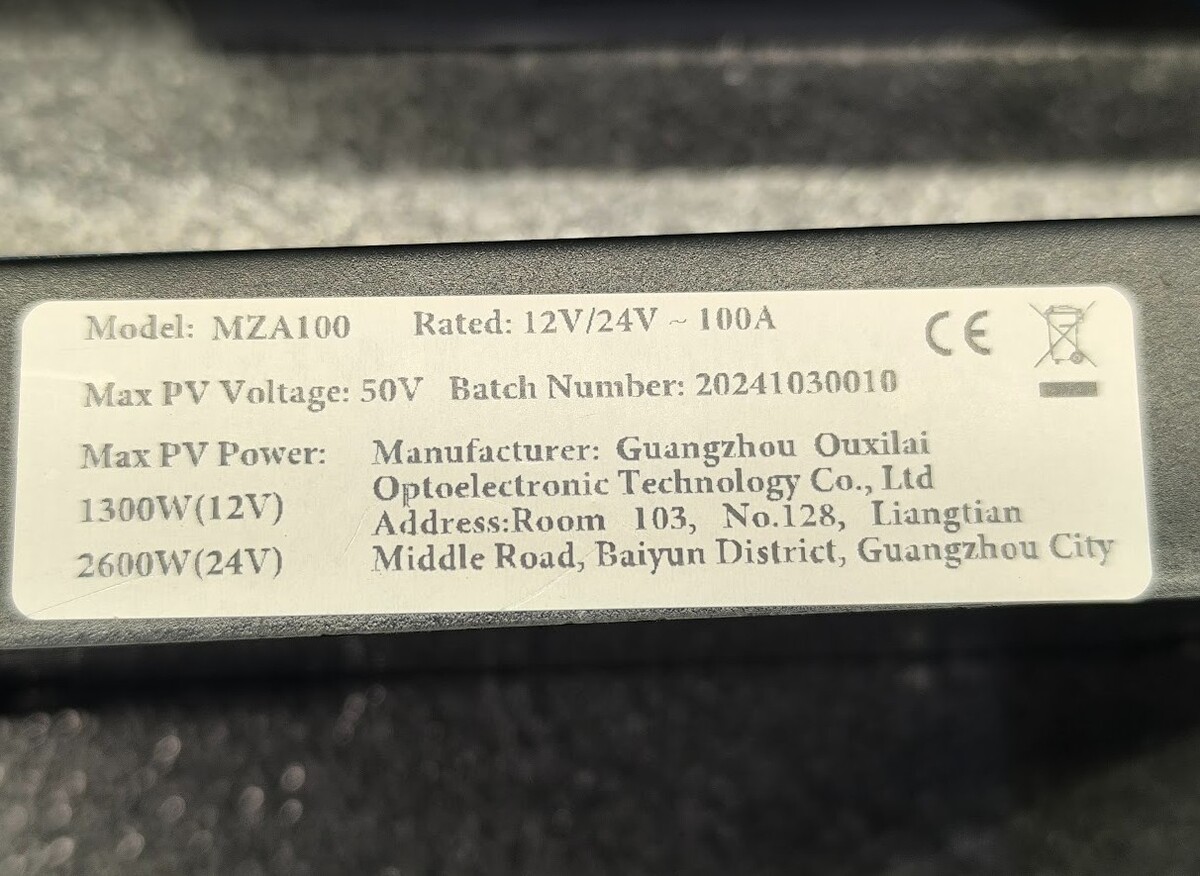 Model: MZA100 Rated: 12V/24V ~ 100A
CE
Max PV Voltage: 50V Batch Number: 20241030010
Max PV Power:
1300W(12V)
2600W(24V)
Manufacturer: Guangzhou Ouxilai
Optoelectronic Technology Co., Ltd
Address:Room 103, No.128, Liangtian
Middle Road, Baiyun District, Guangzhou City